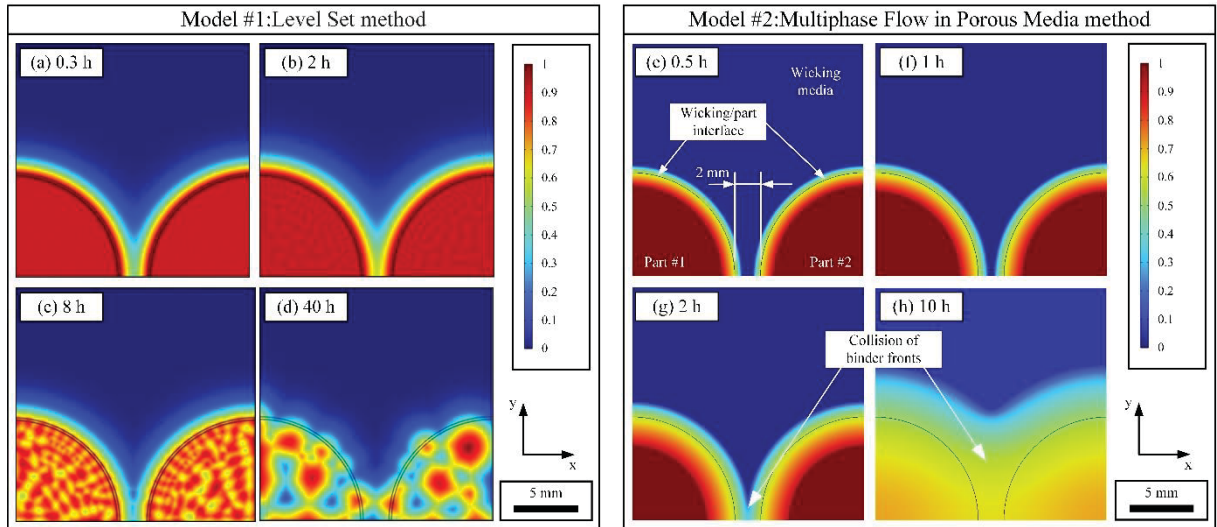 Model #1:Level Set method
(a) 0.3 h
(b) 2 h
(c) 8 h
(d) 40 h
1
0.9
0.8
0.7
0.6
0.5
0.4
0.3
0.2
0.1
0
y
x
5 mm
Model #2:Multiphase Flow in Porous Media method
(e) 0.5 h
Wicking
media
Wicking/part
interface
2 mm
Part #1
Part #2
(f) 1 h
(g) 2 h
(h) 10 h
Collision of
binder fronts
1
0.9
0.8
0.7
0.6
0.5
0.4
0.3
0.2
0.1
0
y
x
5 mm